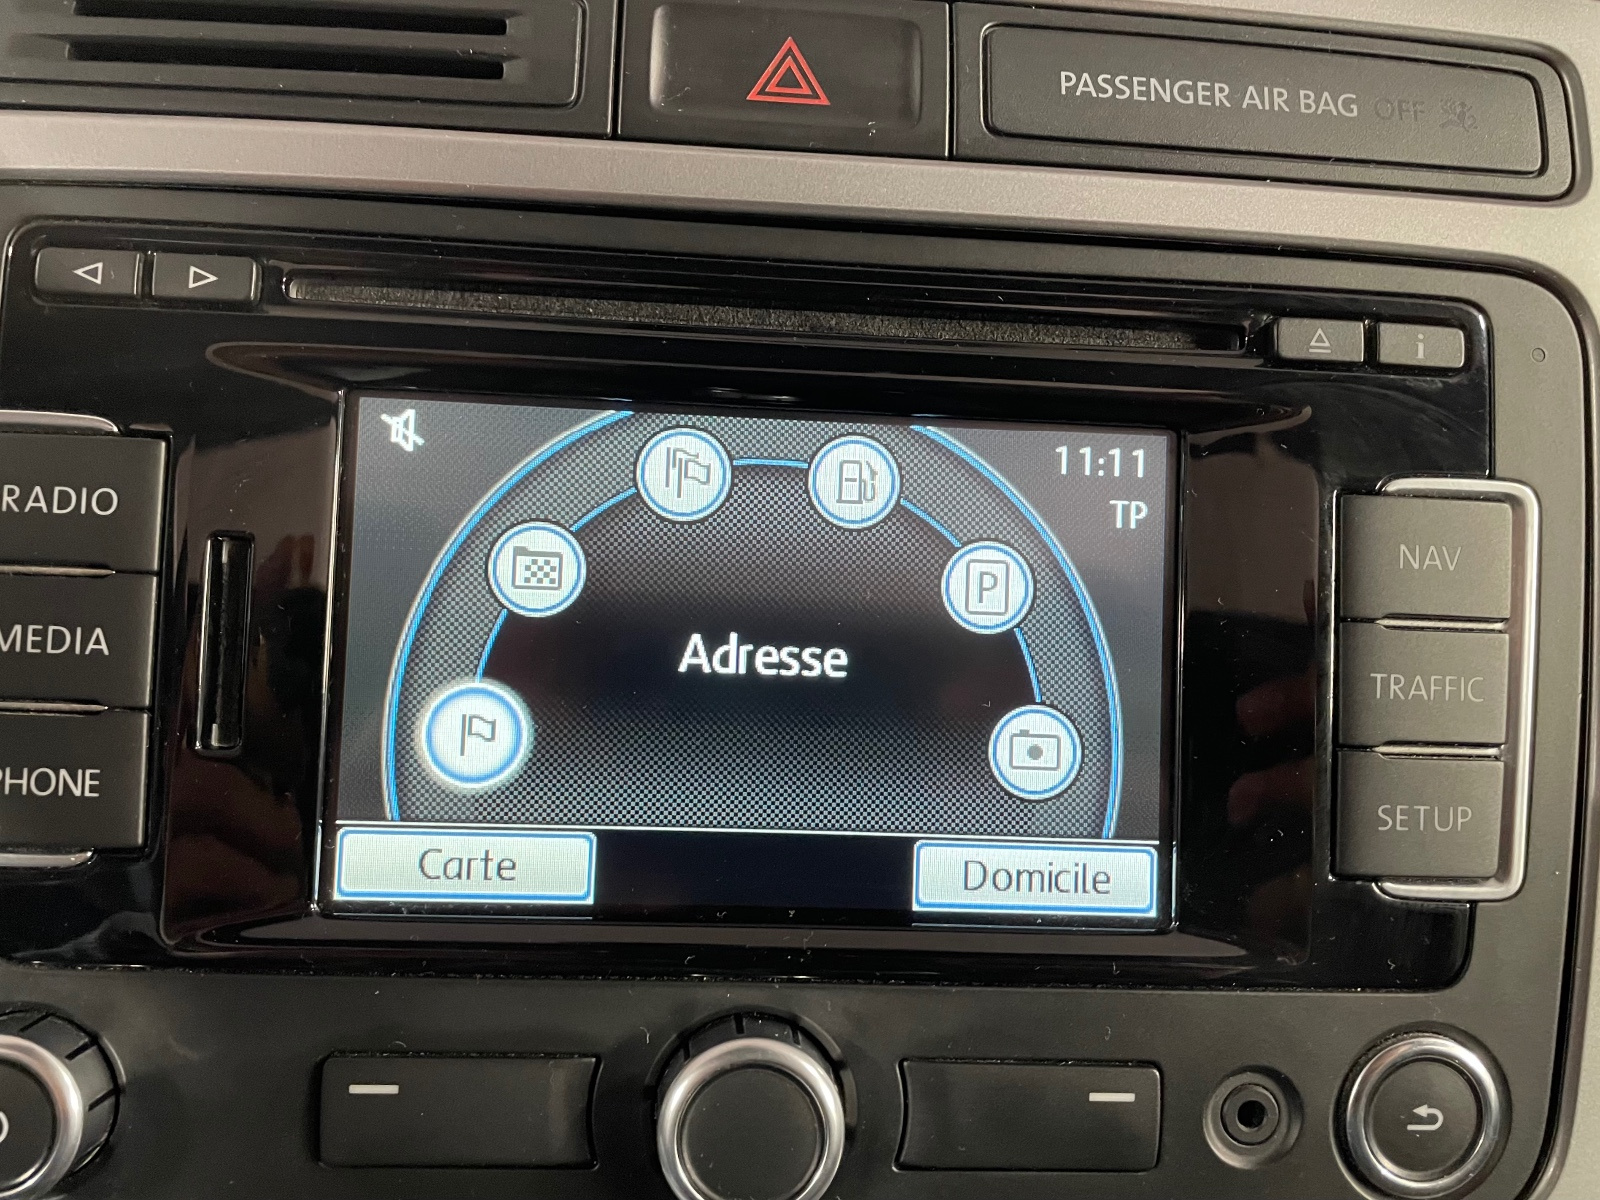 PASSENGER AIR BAG OFF
i
RADIO
MEDIA
PHONE
11:11
TP
P
Adresse
Carte
Domicile
NAV
TRAFFIC
SETUP